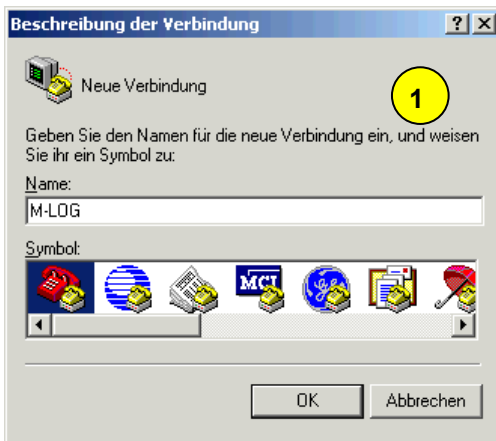 Beschreibung der Verbindung
Neue Verbindung
1
Geben Sie den Namen für die neue Verbindung ein, und weisen
Sie ihr ein Symbol zu:
Name:
M-LOG
Symbol:
MCI
OK
Abbrechen